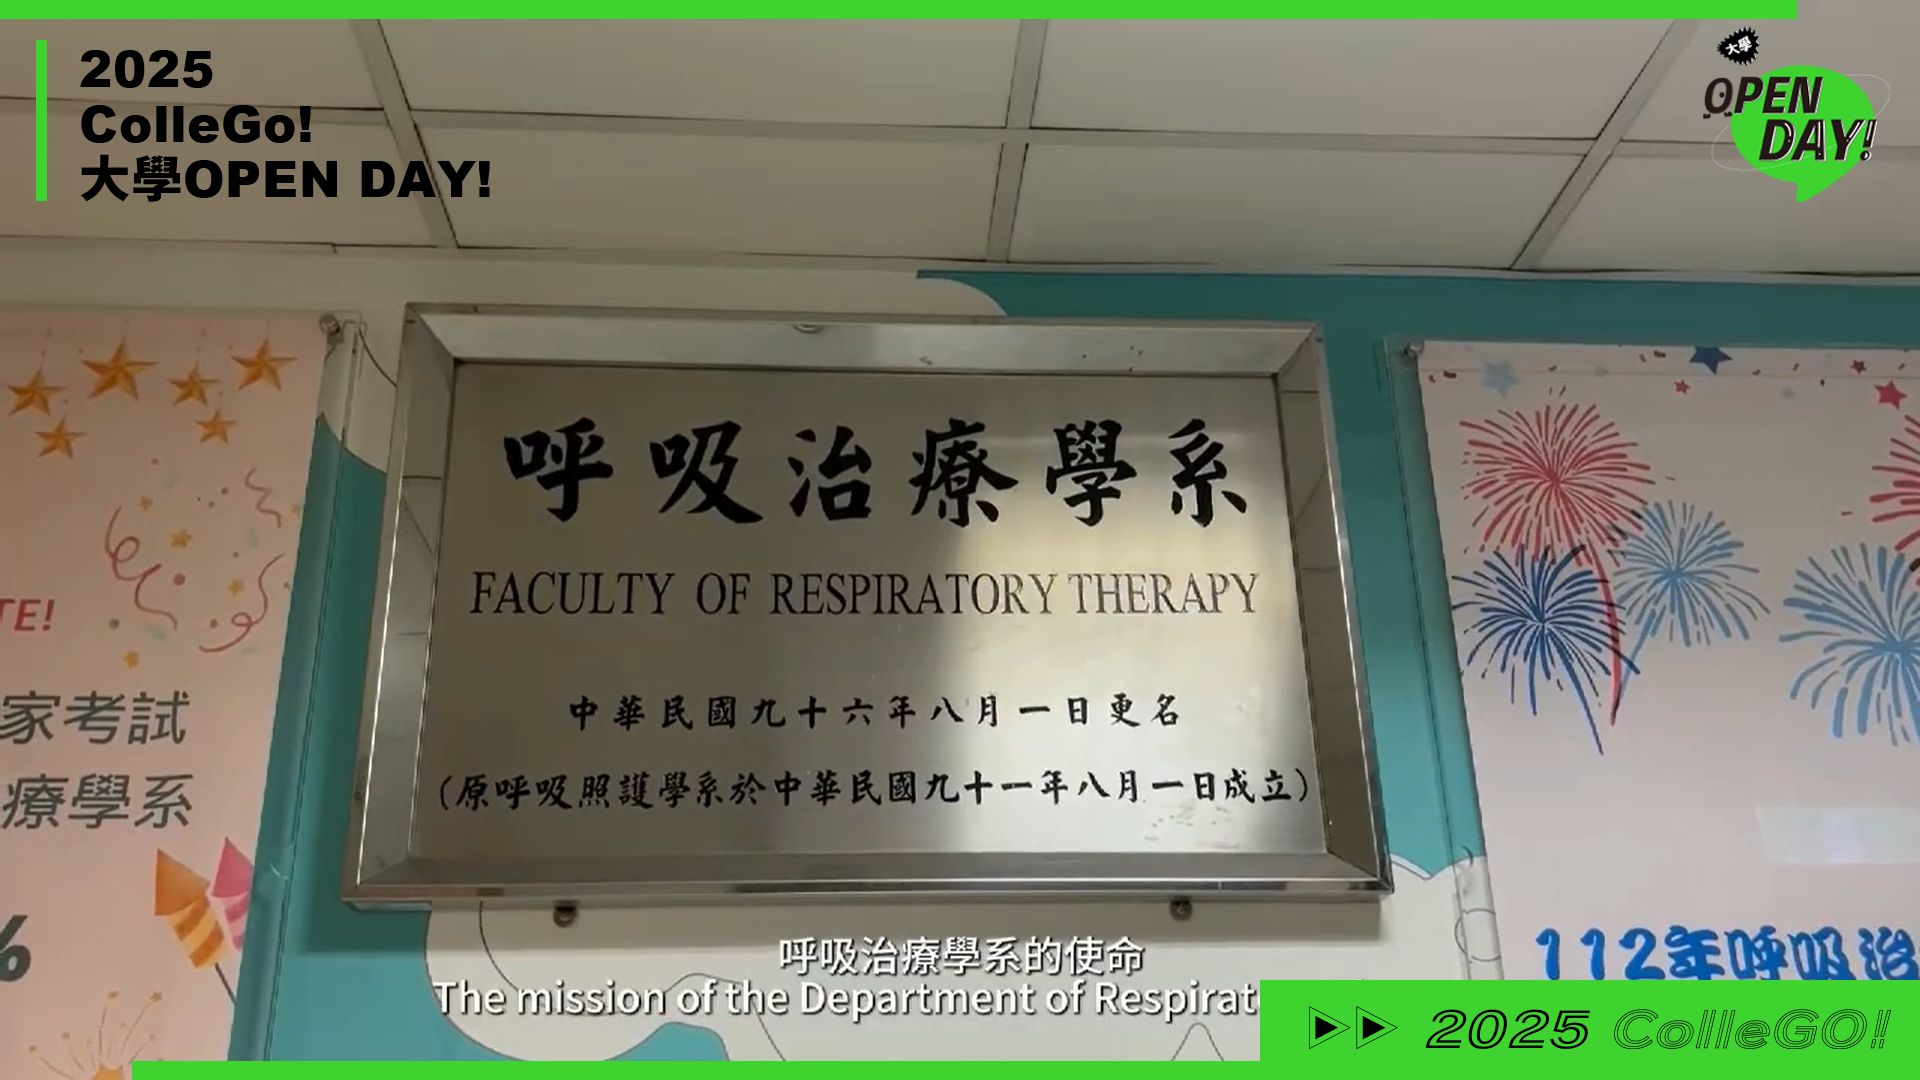 2025
ColleGo!
大學OPEN DAY!
大學
OPEN
DAY!
呼吸治療學系
FACULTY OF RESPIRATORY THERAPY
中華民國九十六年八月一日更名
(原呼吸照護學系於中華民國九十一年八月一日成立)
TE!
家考試
療學系
%
112年呼吸治
呼吸治療學系的使命
The mission of the Department of Respirat
2025 ColleGO!